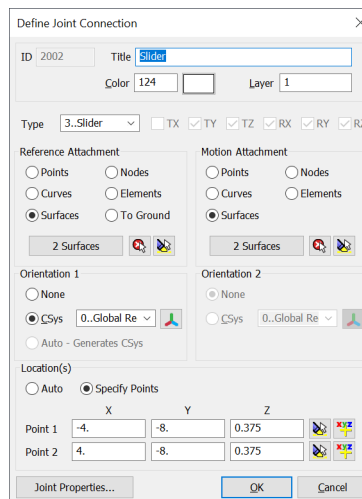 Define Joint Connection
ID 2002 Title Slider
Color 124 Layer 1
Type 3..Slider TX TY TZ RX RY RZ
Reference Attachment Motion Attachment
Points Nodes Points Nodes
Curves Elements Curves Elements
Surfaces To Ground Surfaces
2 Surfaces 2 Surfaces
Orientation 1 Orientation 2
None None
CSys 0..Global Re CSys 0..Global Re
Auto - Generates CSys
Location(s)
Auto Specify Points
X Y Z
Point 1 -4. -8. 0.375 xyz
Point 2 4. -8. 0.375 xyz
Joint Properties... OK Cancel